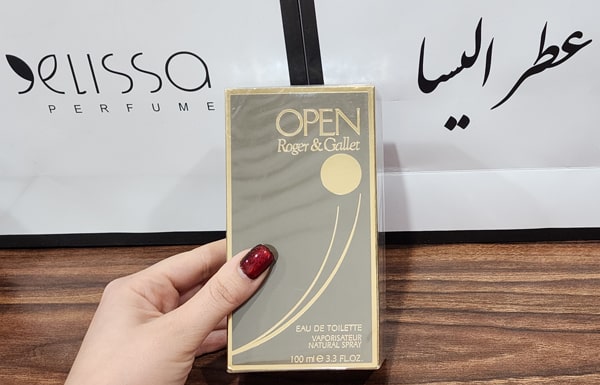 elissa
PERFUME
عطر الیسا
OPEN
Roger & Gallet
EAU DE TOILETTE
VAPORISATEUR
NATURAL SPRAY
100 ml e 3.3 FL.OZ.